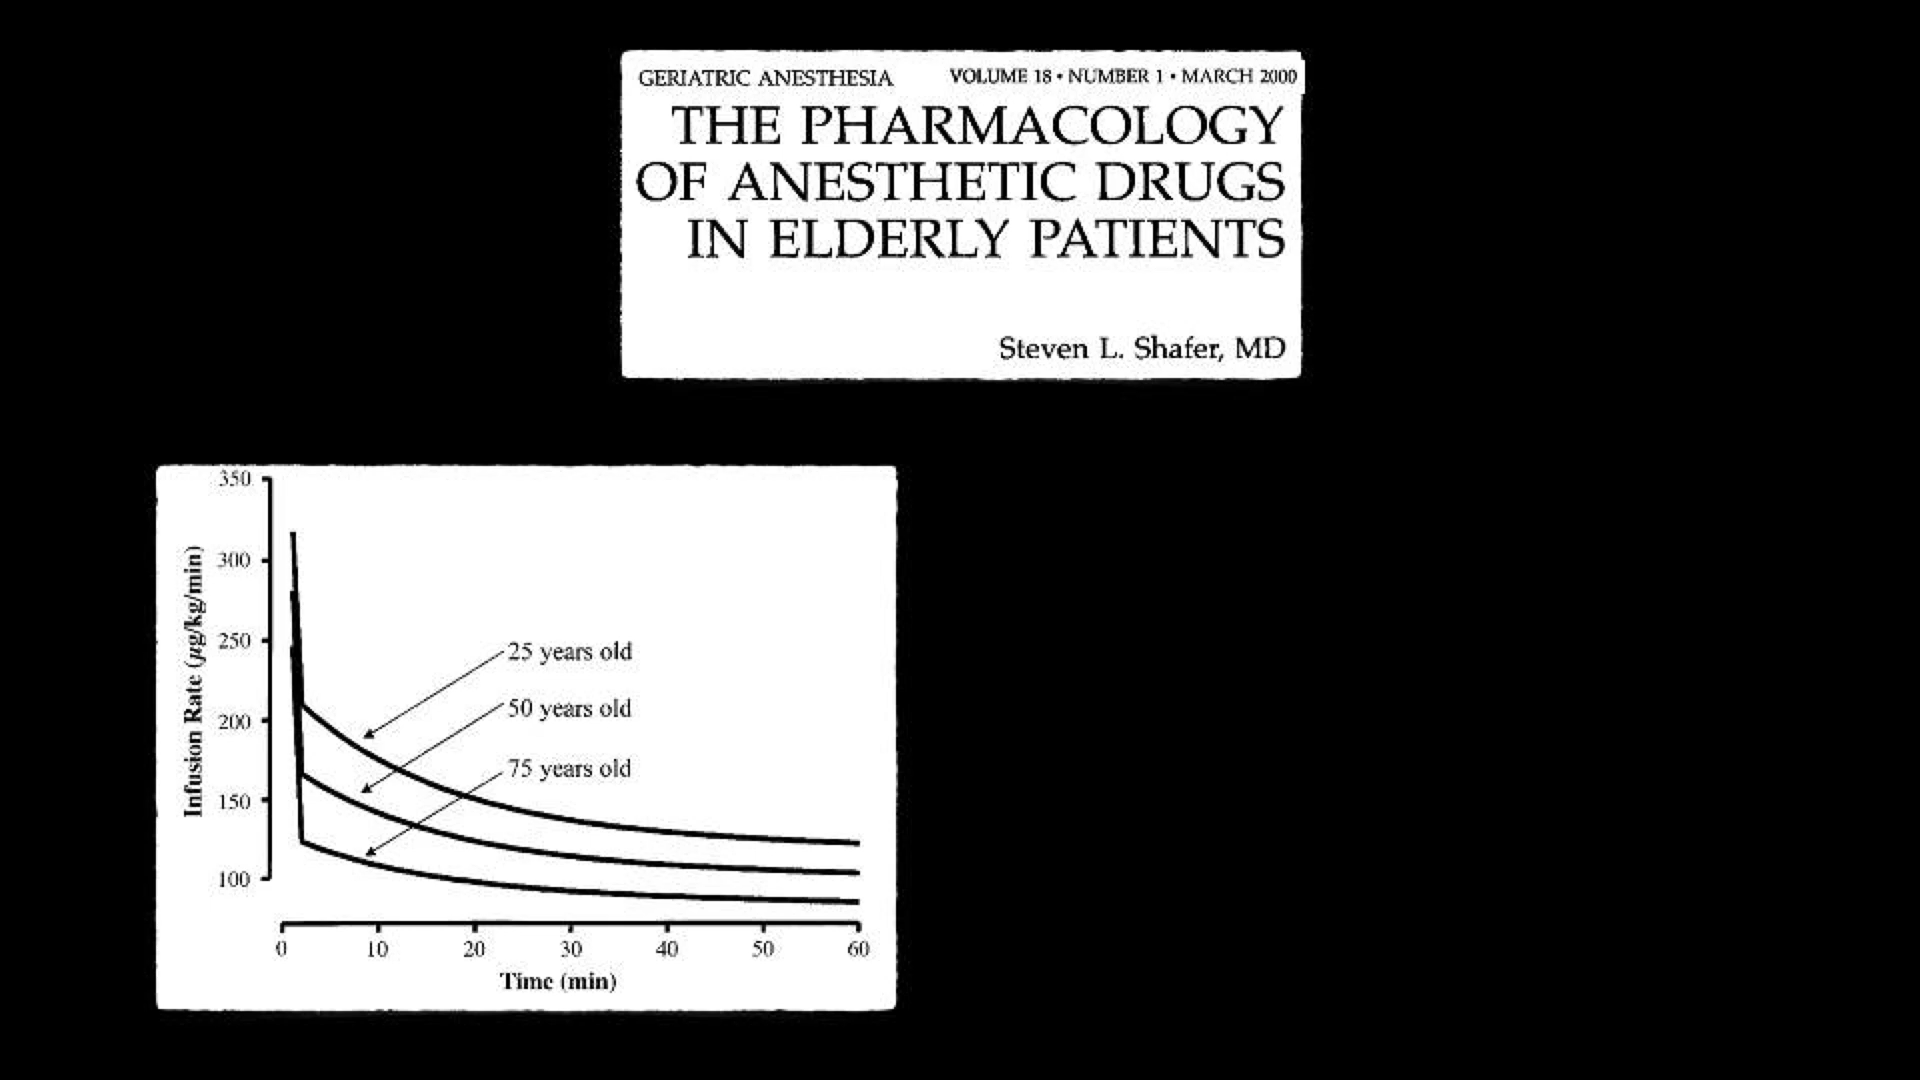 GERIATRIC ANESTHESIA VOLUME 18 • NUMBER 1 • MARCH 2000
THE PHARMACOLOGY
OF ANESTHETIC DRUGS
IN ELDERLY PATIENTS
Steven L. Shafer, MD
350
300
250
200
150
100
Infusion Rate (μg/kg/min)
25 years old
50 years old
75 years old
0 10 20 30 40 50 60
Time (min)